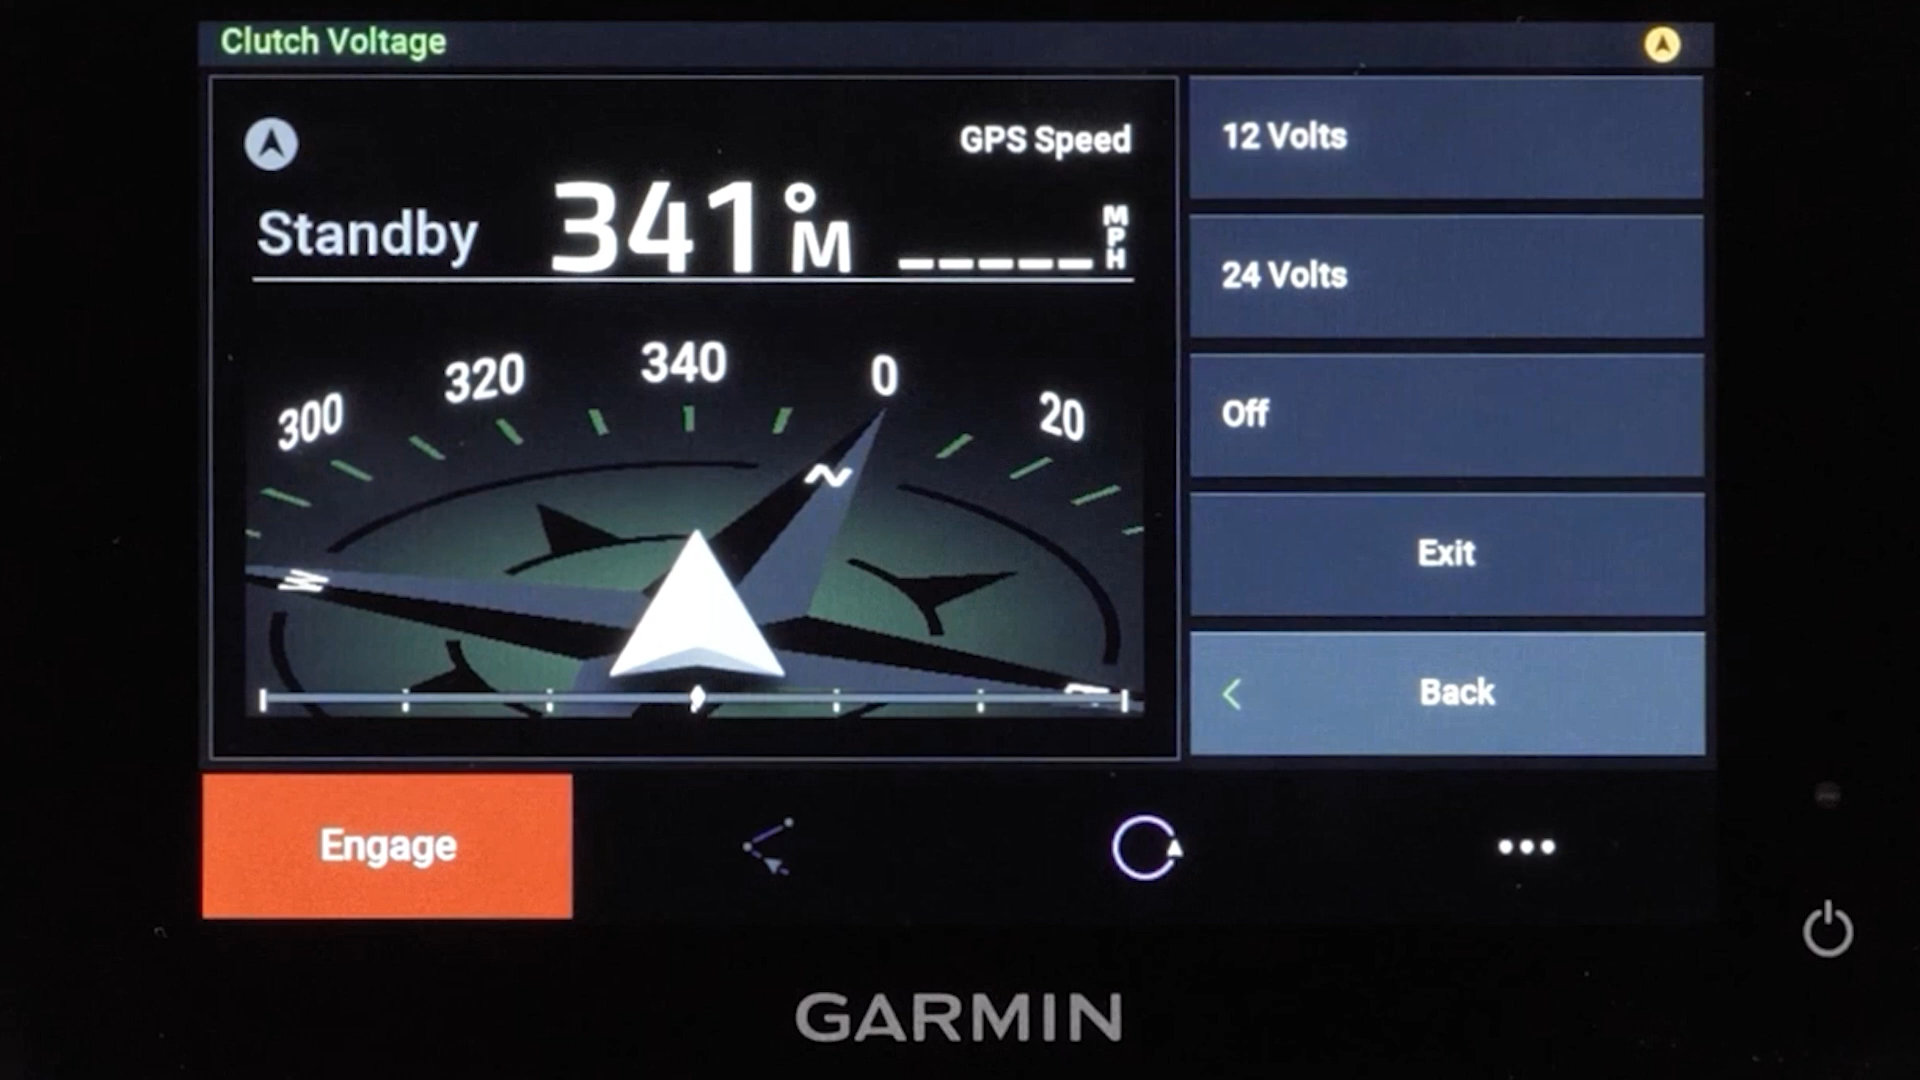 Clutch Voltage
GPS Speed
Standby 341°M _____ MPH
300 320 340 0 20
N
W
12 Volts
24 Volts
Off
Exit
Back
Engage
GARMIN